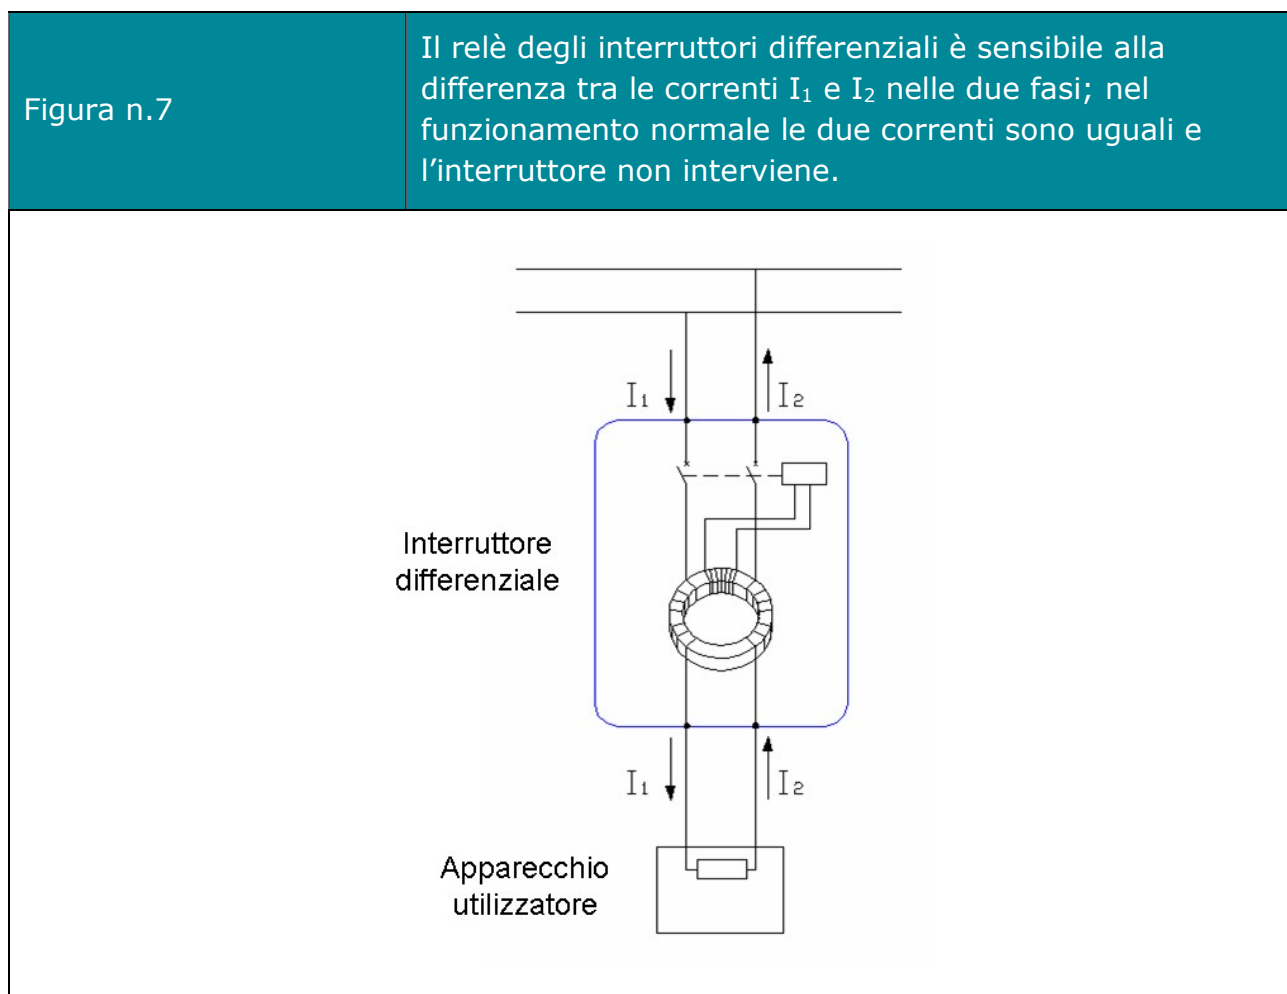 Figura n.7
Il relè degli interruttori differenziali è sensibile alla
differenza tra le correnti I₁ e I₂ nelle due fasi; nel
funzionamento normale le due correnti sono uguali e
l’interruttore non interviene.
I₁
I₂
Interruttore
differenziale
I₁
I₂
Apparecchio
utilizzatore